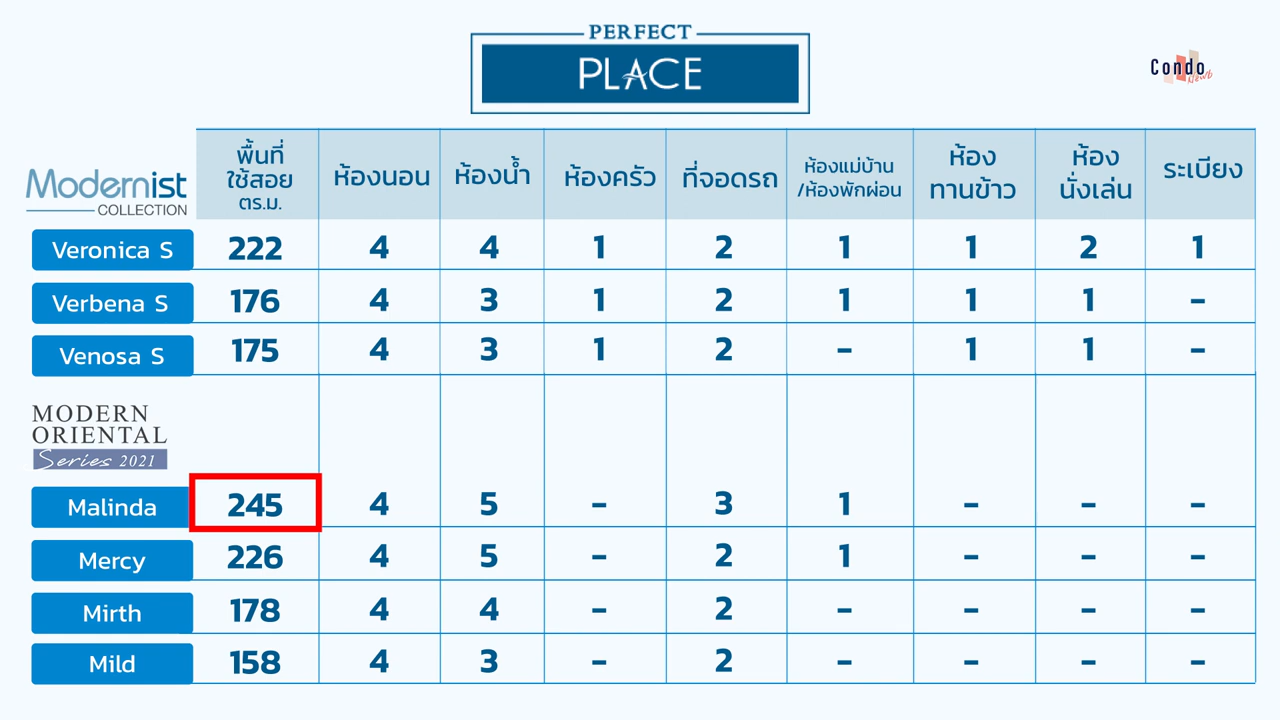 PERFECT
PLACE
Condo
พื้นที่
ใช้สอย
ตร.ม.
ห้องนอน
ห้องน้ำ
ห้องครัว
ที่จอดรถ
ห้องแม่บ้าน
/ห้องพักผ่อน
ห้อง
ทานข้าว
ห้อง
นั่งเล่น
ระเบียง
Modernist
COLLECTION
Veronica S 222 4 4 1 2 1 1 2 1
Verbena S 176 4 3 1 2 1 1 1 -
Venosa S 175 4 3 1 2 - 1 1 -
MODERN
ORIENTAL
Series 2021
Malinda 245 4 5 - 3 1 - - -
Mercy 226 4 5 - 2 1 - - -
Mirth 178 4 4 - 2 - - - -
Mild 158 4 3 - 2 - - - -